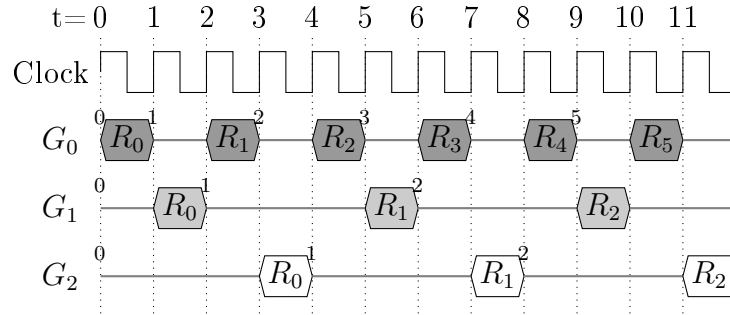 t= 0 1 2 3 4 5 6 7 8 9 10 11
Clock
0 1 2 3 4 5
G₀ R₀ R₁ R₂ R₃ R₄ R₅
0 1 2
G₁ R₀ R₁ R₂
0 1 2
G₂ R₀ R₁ R₂